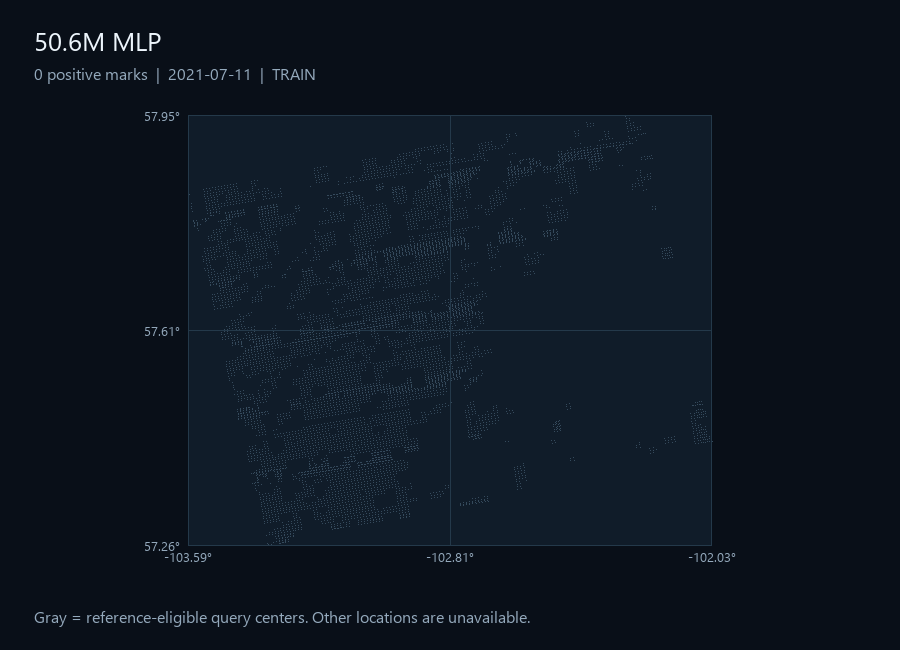 50.6M MLP
0 positive marks | 2021-07-11 | TRAIN
57.95°
57.61°
57.26°
-103.59°
-102.81°
-102.03°
Gray = reference-eligible query centers. Other locations are unavailable.